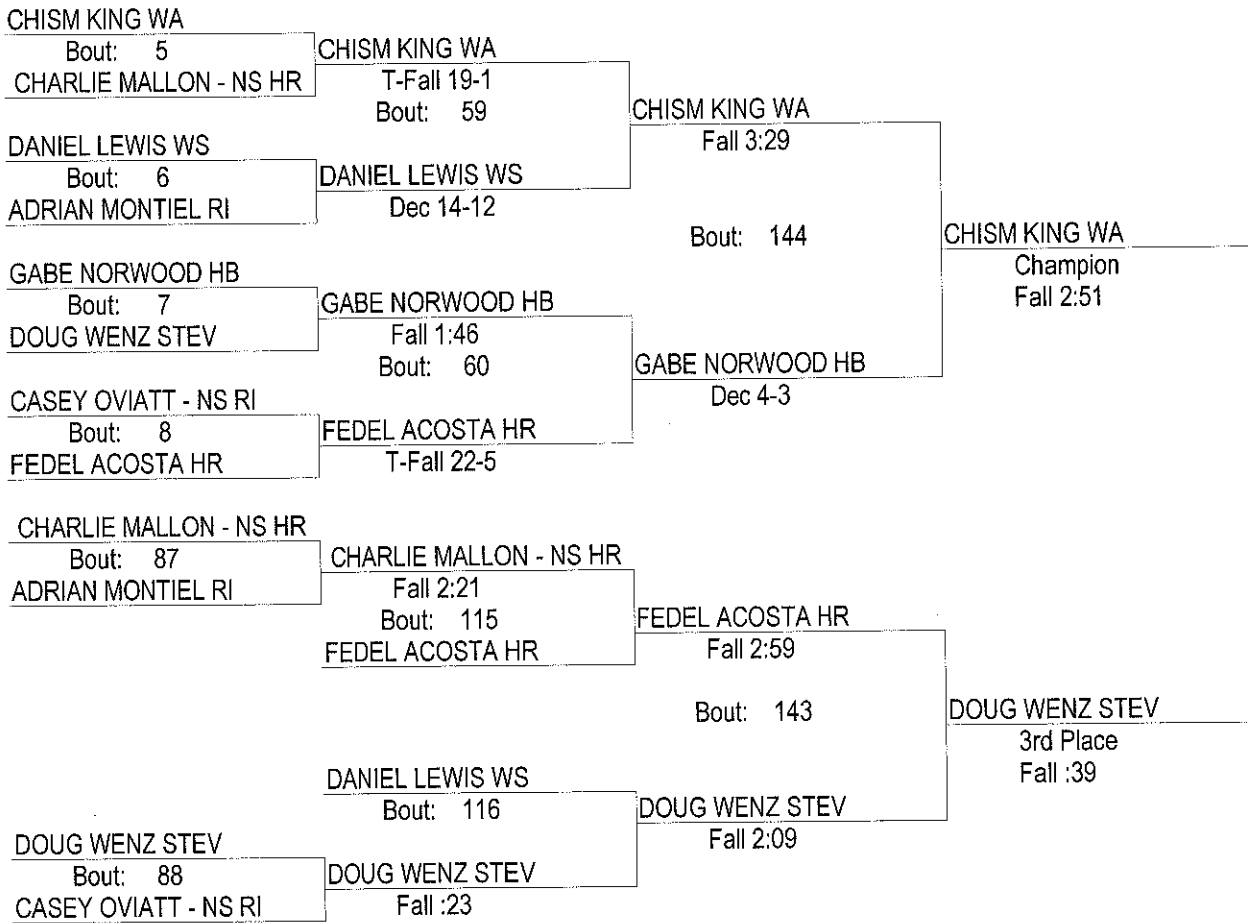 CHISM KING WA
Bout: 5
CHARLIE MALLON - NS HR
CHISM KING WA
T-Fall 19-1
Bout: 59
DANIEL LEWIS WS
Bout: 6
ADRIAN MONTIEL RI
DANIEL LEWIS WS
Dec 14-12
CHISM KING WA
Fall 3:29
Bout: 144
GABE NORWOOD HB
Bout: 7
DOUG WENZ STEV
GABE NORWOOD HB
Fall 1:46
Bout: 60
CASEY OVIATT - NS RI
Bout: 8
FEDEL ACOSTA HR
FEDEL ACOSTA HR
T-Fall 22-5
GABE NORWOOD HB
Dec 4-3
CHISM KING WA
Champion
Fall 2:51
CHARLIE MALLON - NS HR
Bout: 87
ADRIAN MONTIEL RI
CHARLIE MALLON - NS HR
Fall 2:21
Bout: 115
FEDEL ACOSTA HR
FEDEL ACOSTA HR
Fall 2:59
Bout: 143
DANIEL LEWIS WS
Bout: 116
DOUG WENZ STEV
Bout: 88
CASEY OVIATT - NS RI
DOUG WENZ STEV
Fall :23
DOUG WENZ STEV
Fall 2:09
DOUG WENZ STEV
3rd Place
Fall :39